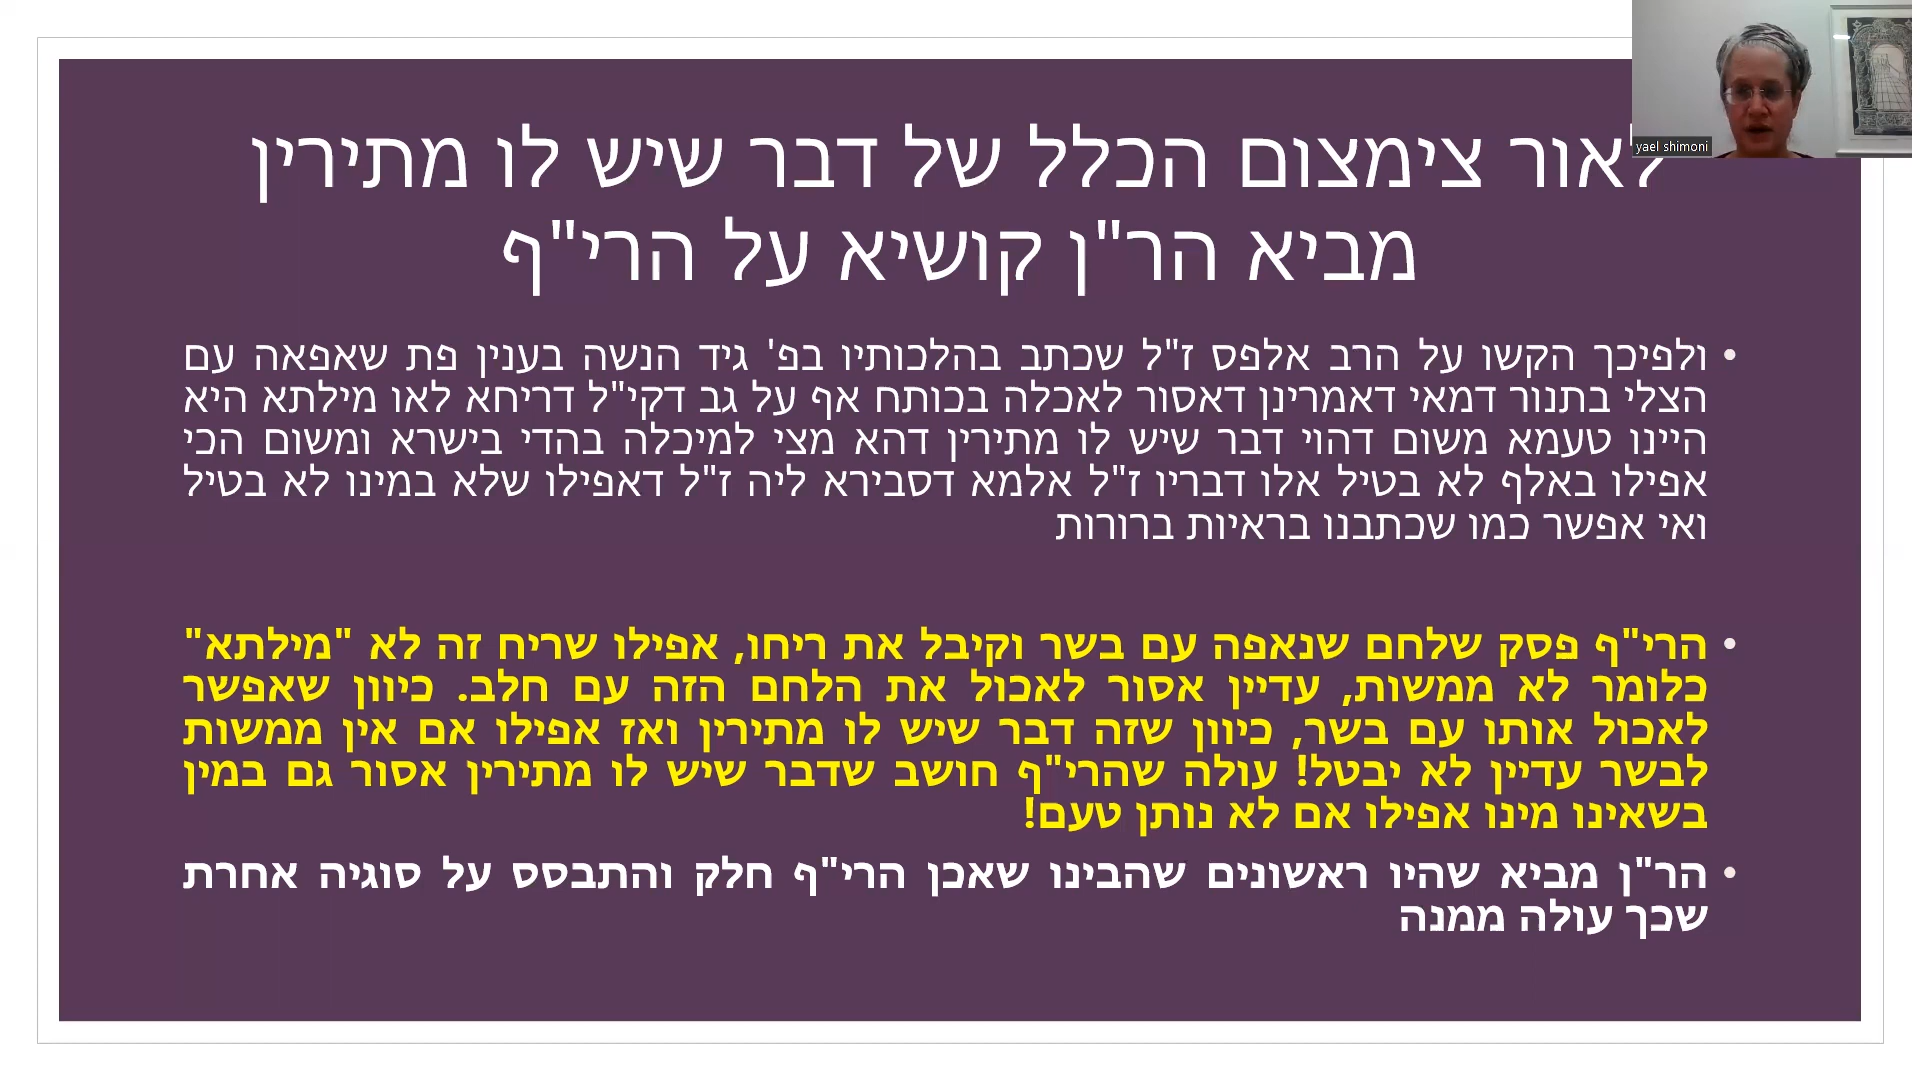 לאור צימצום הכלל של דבר שיש לו מתירין
מביא הר"ן קושיא על הרי"ף
yael shimoni
• ולפיכך הקשו על הרב אלפס ז"ל שכתב בהלכותיו בפ' גיד הנשה בענין פת שאפאה עם
הצלי בתנור דמאי דאמרינן דאסור לאכלה בכותח אף על גב דקי"ל דריחא לאו מילתא היא
היינו טעמא משום דהוי דבר שיש לו מתירין דהא מצי למיכלה בהדי בישרא ומשום הכי
אפילו באלף לא בטיל אלו דבריו ז"ל אלמא דסבירא ליה ז"ל דאפילו שלא במינו לא בטיל
ואי אפשר כמו שכתבנו בראיות ברורות
• הרי"ף פסק שלחם שנאפה עם בשר וקיבל את ריחו, אפילו שריח זה לא "מילתא"
כלומר לא ממשות, עדיין אסור לאכול את הלחם הזה עם חלב. כיוון שאפשר
לאכול אותו עם בשר, כיוון שזה דבר שיש לו מתירין ואז אפילו אם אין ממשות
לבשר עדיין לא יבטל! עולה שהרי"ף חושב שדבר שיש לו מתירין אסור גם במין
בשאינו מינו אפילו אם לא נותן טעם!
• הר"ן מביא שהיו ראשונים שהבינו שאכן הרי"ף חלק והתבסס על סוגיה אחרת
שכך עולה ממנה